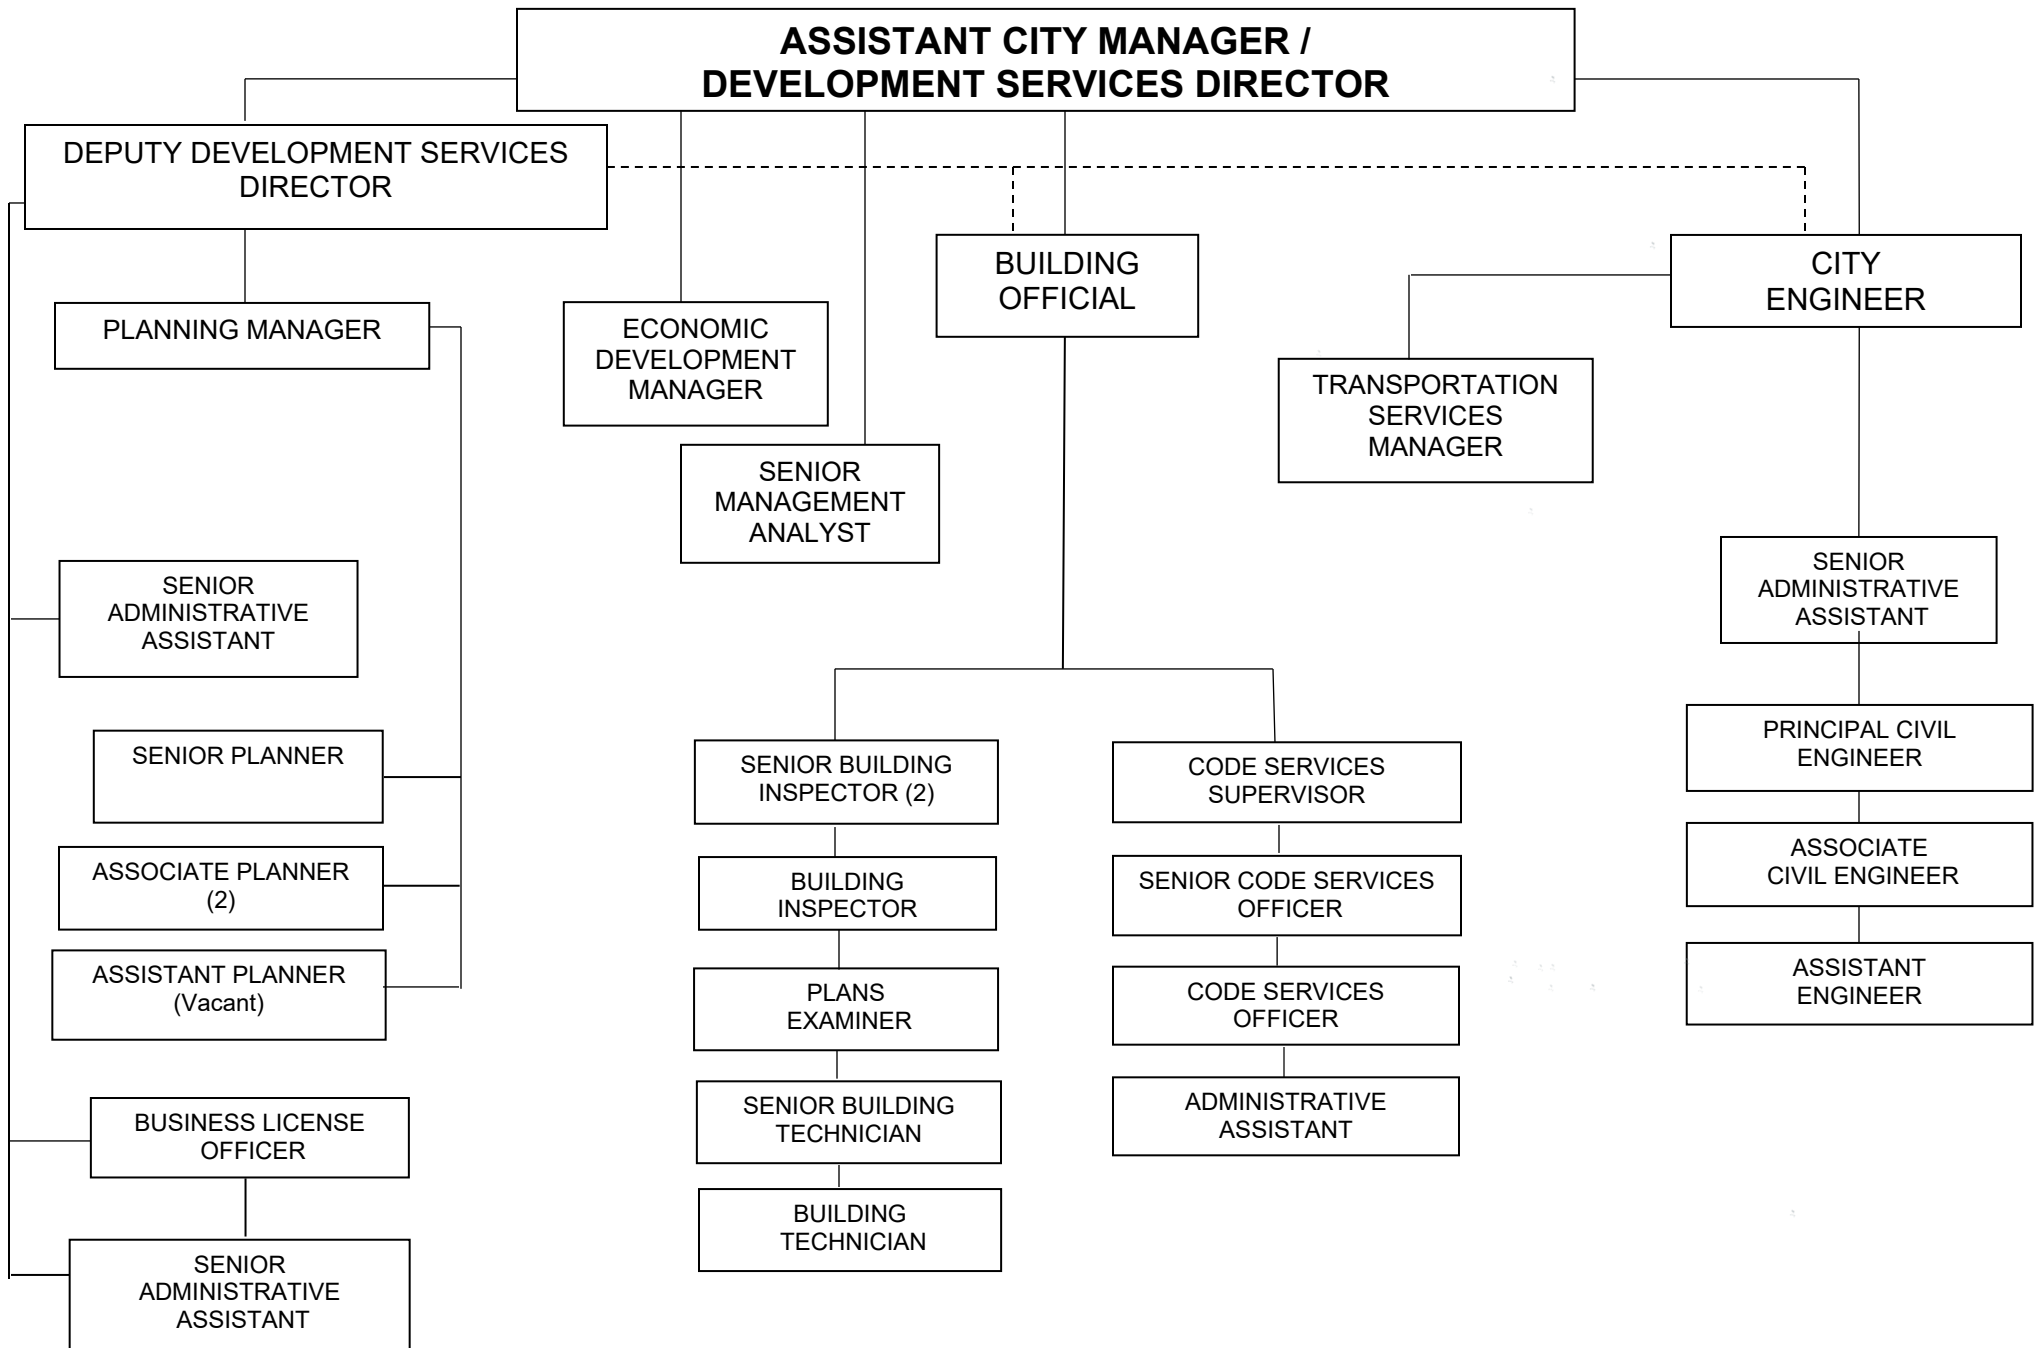 ASSISTANT CITY MANAGER /
DEVELOPMENT SERVICES DIRECTOR
DEPUTY DEVELOPMENT SERVICES
DIRECTOR
BUILDING
OFFICIAL
CITY
ENGINEER
PLANNING MANAGER
ECONOMIC
DEVELOPMENT
MANAGER
TRANSPORTATION
SERVICES
MANAGER
SENIOR
MANAGEMENT
ANALYST
SENIOR
ADMINISTRATIVE
ASSISTANT
SENIOR
ADMINISTRATIVE
ASSISTANT
SENIOR PLANNER
ASSOCIATE PLANNER
(2)
ASSISTANT PLANNER
(Vacant)
BUSINESS LICENSE
OFFICER
SENIOR
ADMINISTRATIVE
ASSISTANT
SENIOR BUILDING
INSPECTOR (2)
BUILDING
INSPECTOR
PLANS
EXAMINER
SENIOR BUILDING
TECHNICIAN
BUILDING
TECHNICIAN
CODE SERVICES
SUPERVISOR
SENIOR CODE SERVICES
OFFICER
CODE SERVICES
OFFICER
ADMINISTRATIVE
ASSISTANT
PRINCIPAL CIVIL
ENGINEER
ASSOCIATE
CIVIL ENGINEER
ASSISTANT
ENGINEER